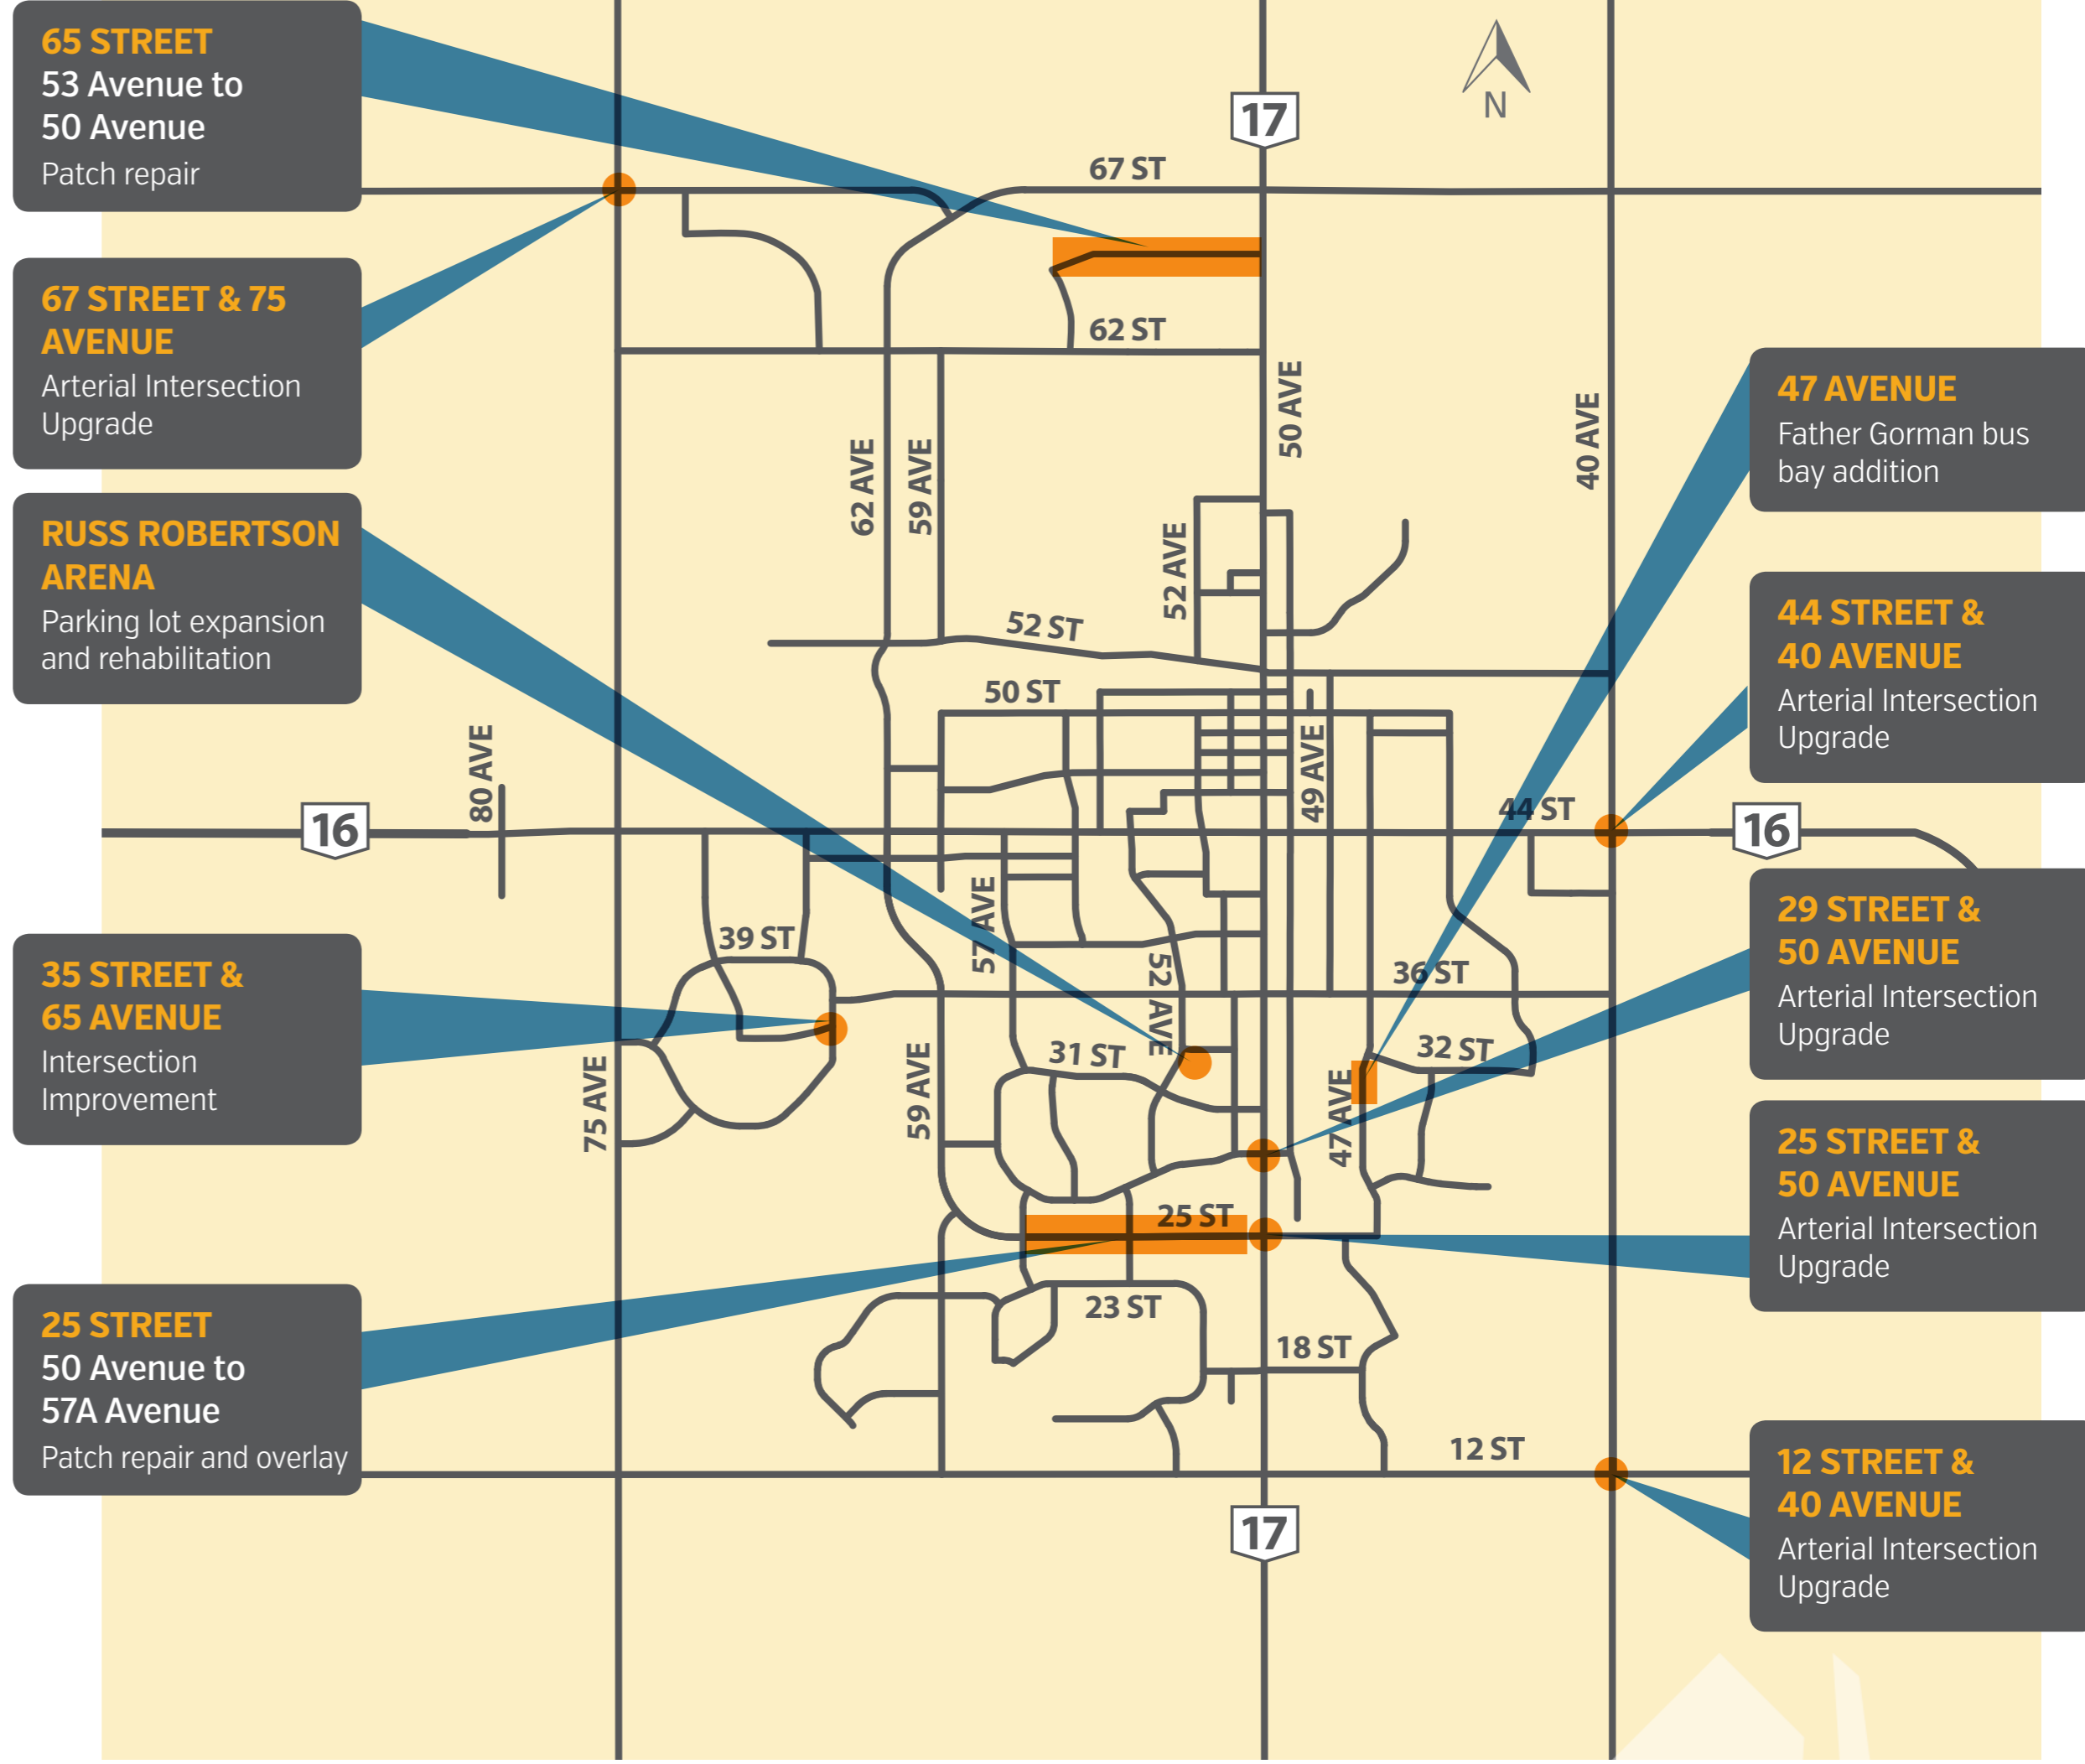 65 STREET
53 Avenue to
50 Avenue
Patch repair
67 STREET & 75
AVENUE
Arterial Intersection
Upgrade
RUSS ROBERTSON
ARENA
Parking lot expansion
and rehabilitation
35 STREET &
65 AVENUE
Intersection
Improvement
25 STREET
50 Avenue to
57A Avenue
Patch repair and overlay
17
N
67 ST
62 ST
50 AVE
40 AVE
62 AVE
59 AVE
52 AVE
52 ST
50 ST
80 AVE
49 AVE
44 ST
16
16
57 AVE
39 ST
52 AVE
36 ST
31 ST
32 ST
75 AVE
59 AVE
47 AVE
25 ST
23 ST
18 ST
12 ST
17
47 AVENUE
Father Gorman bus
bay addition
44 STREET &
40 AVENUE
Arterial Intersection
Upgrade
29 STREET &
50 AVENUE
Arterial Intersection
Upgrade
25 STREET &
50 AVENUE
Arterial Intersection
Upgrade
12 STREET &
40 AVENUE
Arterial Intersection
Upgrade